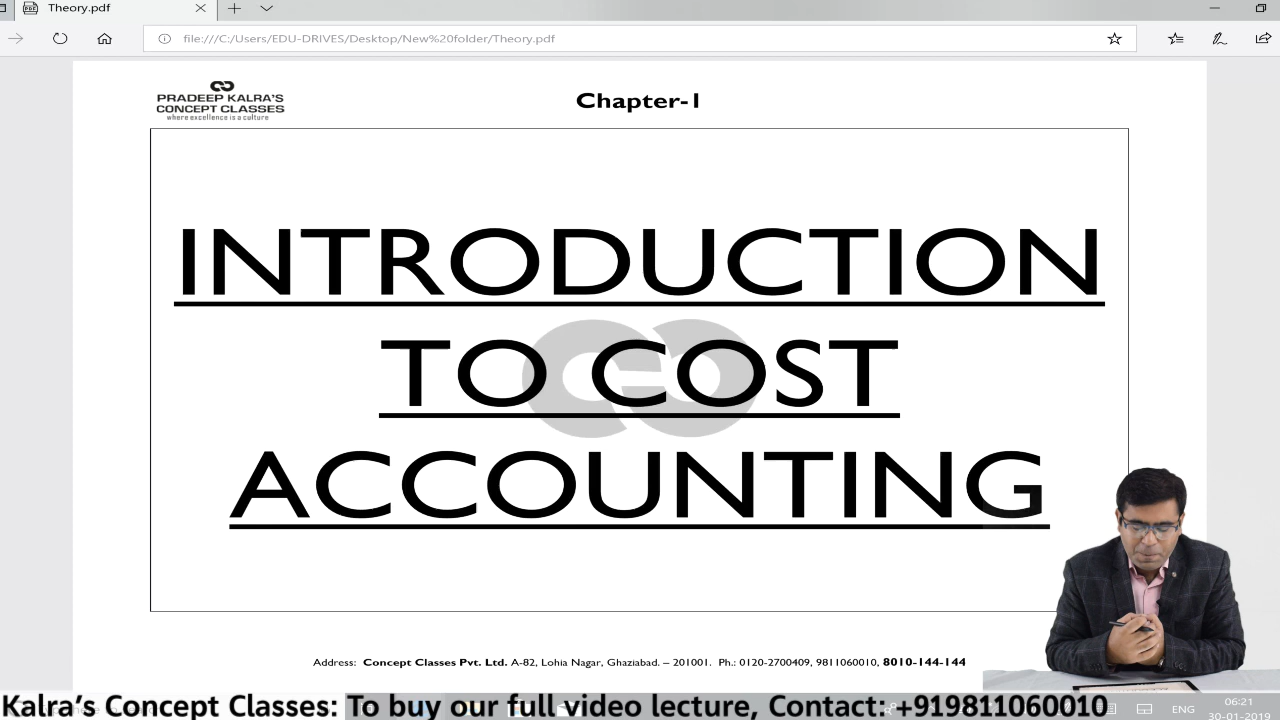 Theory.pdf
file:///C:/Users/EDU-DRIVES/Desktop/New%20folder/Theory.pdf
PRADEEP KALRA'S
CONCEPT CLASSES
where excellence is a culture
Chapter-1
INTRODUCTION
TO COST
ACCOUNTING
Address: Concept Classes Pvt. Ltd. A-82, Lohia Nagar, Ghaziabad. – 201001. Ph.: 0120-2700409, 9811060010, 8010-144-144
Kalra's Concept Classes: To buy our full video lecture, Contact: +919811060010
ENG
06:21
30-01-2019